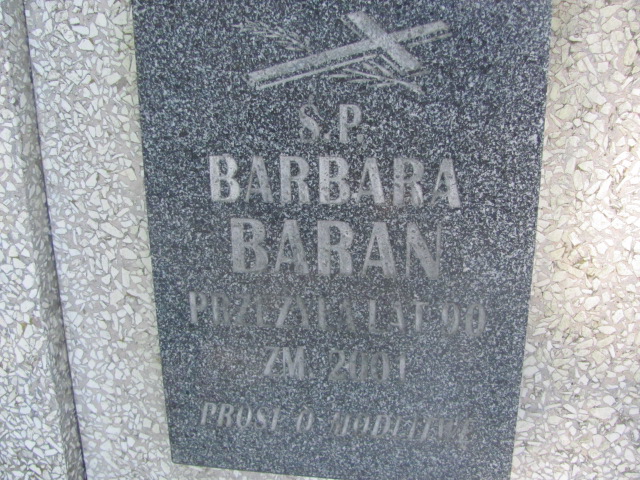 S.P.
BARBARA
BARAN
PRZEŻYŁA LAT 90
ZM. 2001
PROSI O MODLITWĘ